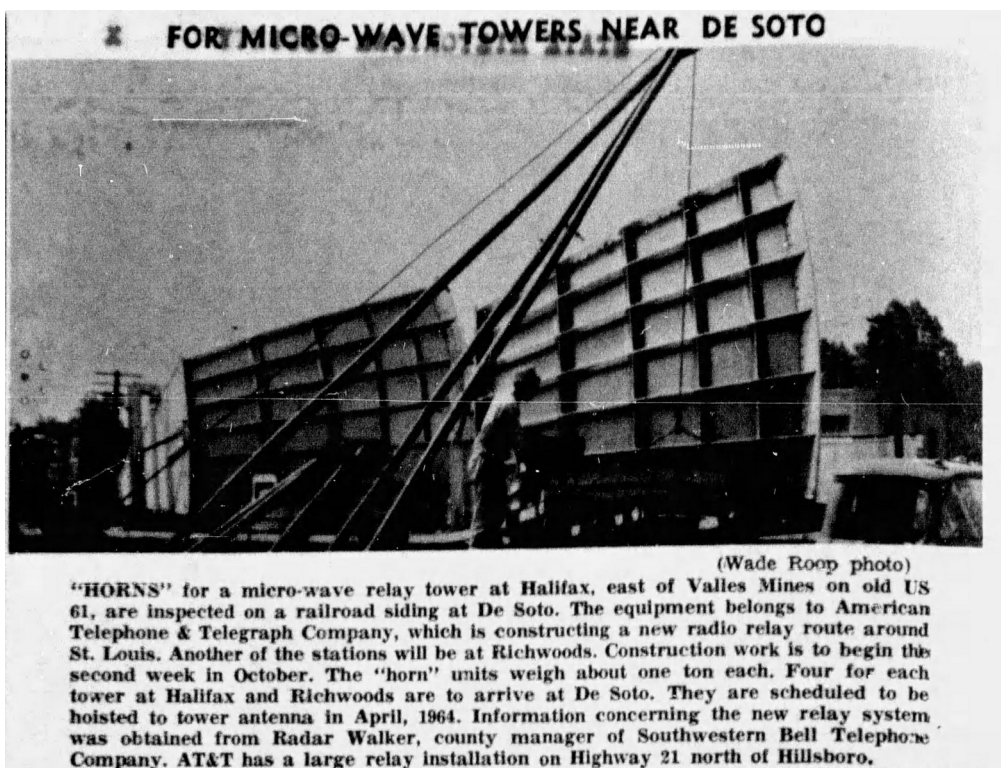 FOR MICRO-WAVE TOWERS NEAR DE SOTO
(Wade Roop photo)
"HORNS" for a micro-wave relay tower at Halifax, east of Valles Mines on old US
61, are inspected on a railroad siding at De Soto. The equipment belongs to American
Telephone & Telegraph Company, which is constructing a new radio relay route around
St. Louis. Another of the stations will be at Richwoods. Construction work is to begin the
second week in October. The "horn" units weigh about one ton each. Four for each
tower at Halifax and Richwoods are to arrive at De Soto. They are scheduled to be
hoisted to tower antenna in April, 1964. Information concerning the new relay system
was obtained from Radar Walker, county manager of Southwestern Bell Telephone
Company. AT&T has a large relay installation on Highway 21 north of Hillsboro.